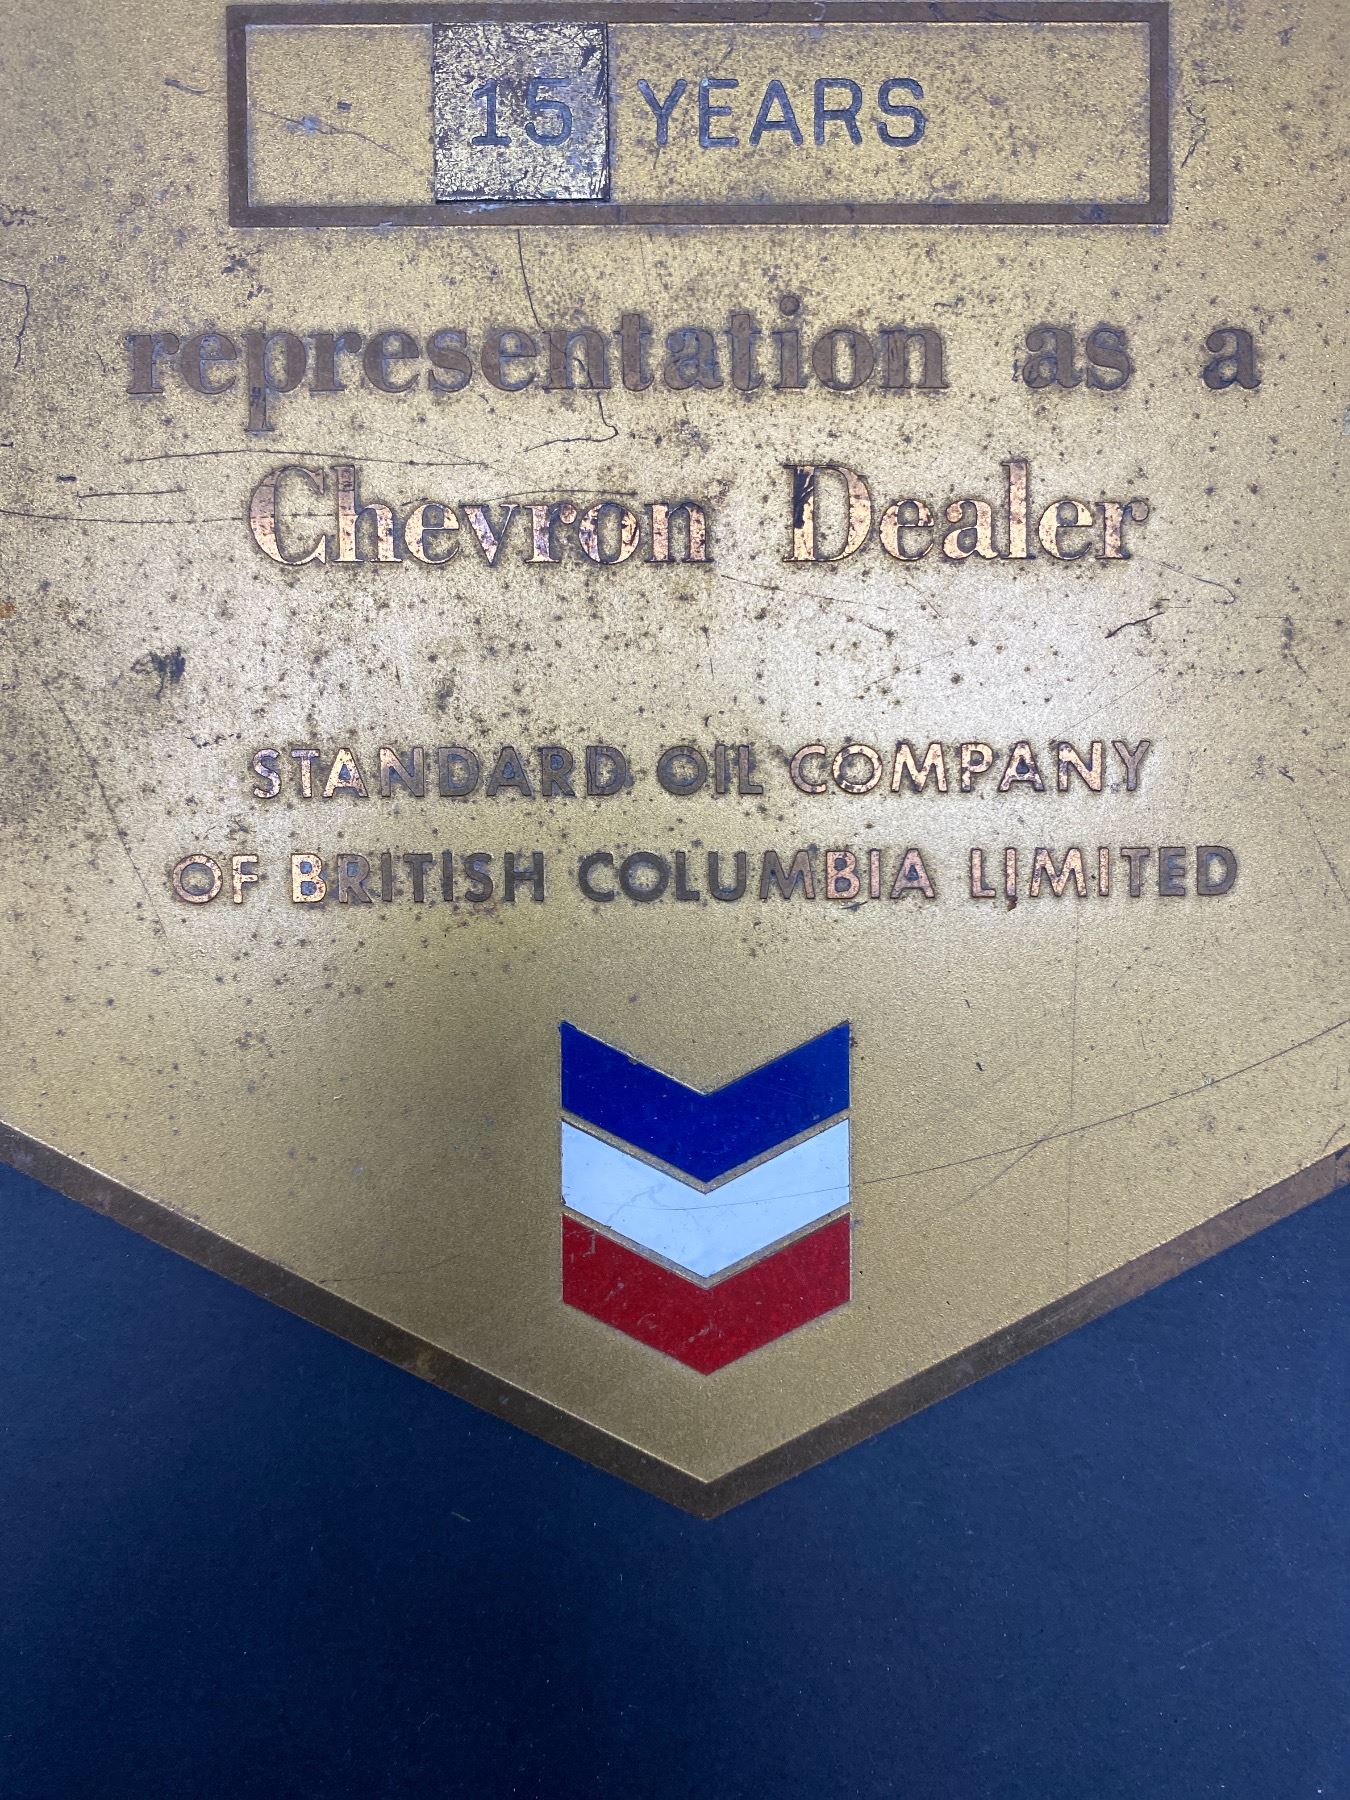 15 YEARS
representation as a
Chevron Dealer
STANDARD OIL COMPANY
OF BRITISH COLUMBIA LIMITED